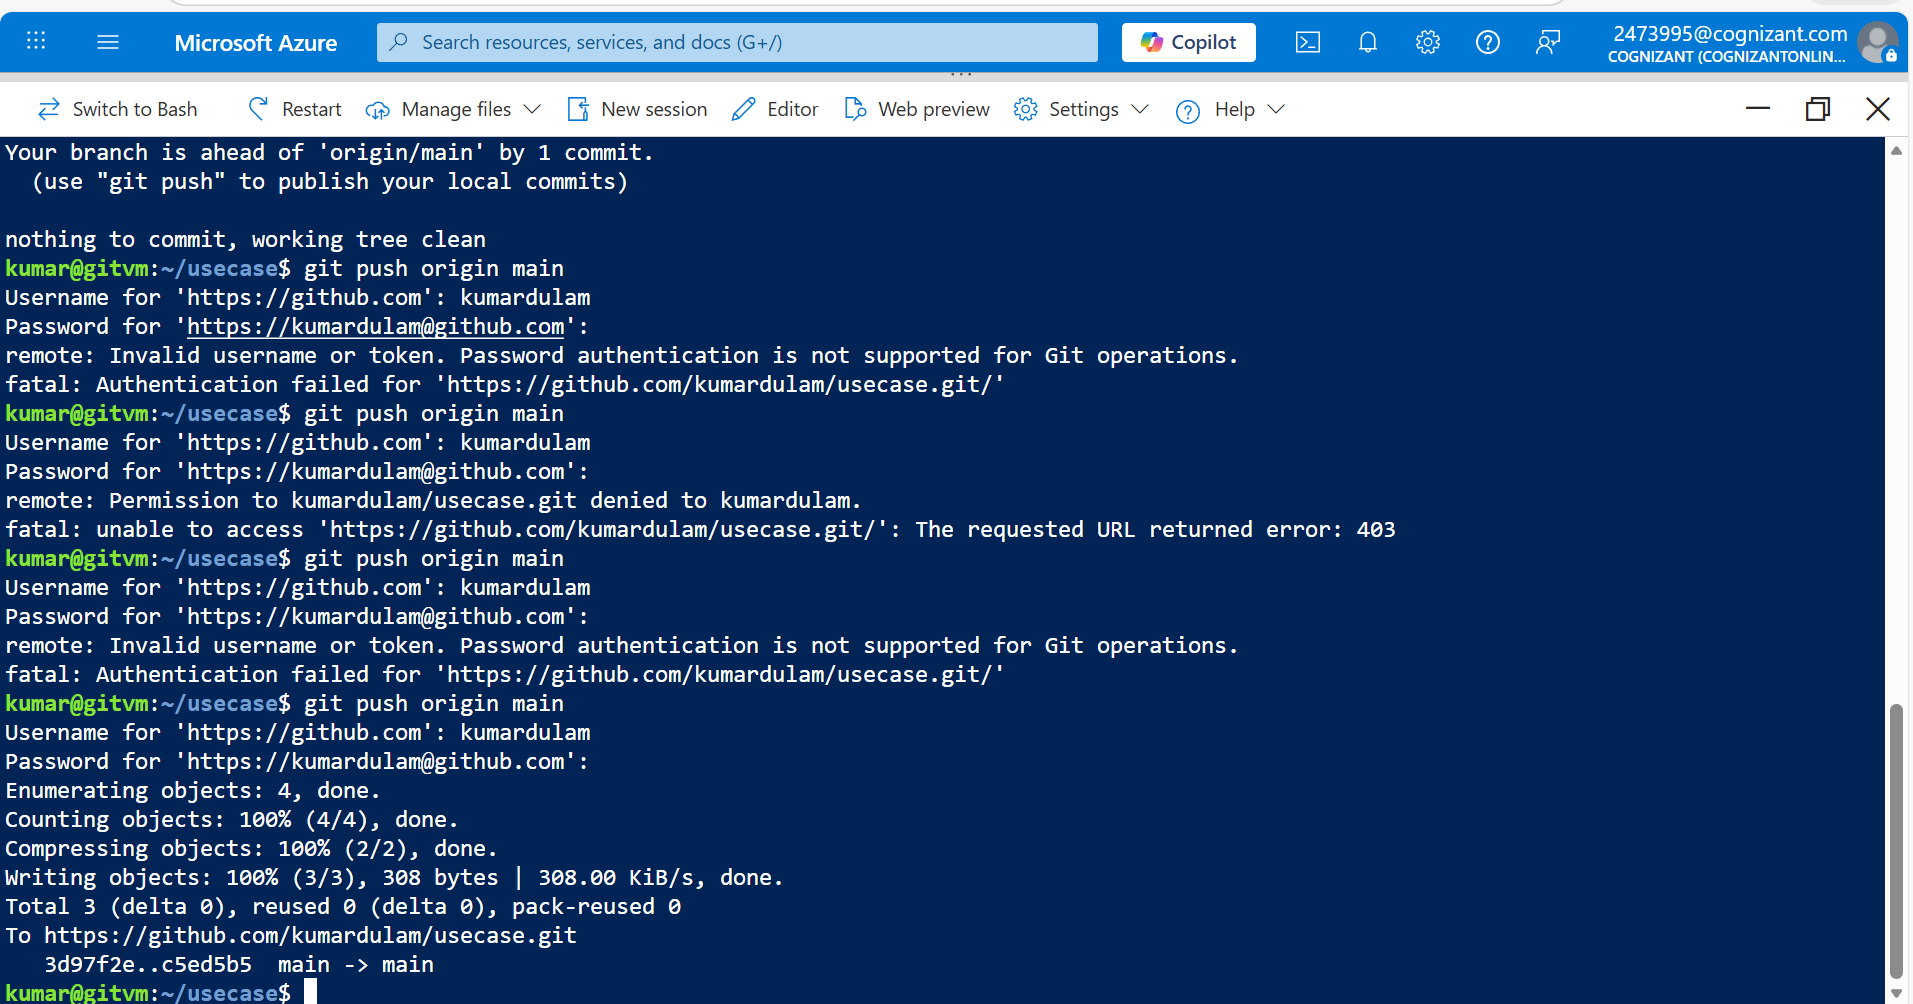 Microsoft Azure
Search resources, services, and docs (G+/)
Copilot
2473995@cognizant.com
COGNIZANT (COGNIZANTONLIN...
Switch to Bash
Restart
Manage files
New session
Editor
Web preview
Settings
Help
Your branch is ahead of 'origin/main' by 1 commit.
  (use "git push" to publish your local commits)
nothing to commit, working tree clean
kumar@gitvm:~/usecase$ git push origin main
Username for 'https://github.com': kumardulam
Password for 'https://kumardulam@github.com':
remote: Invalid username or token. Password authentication is not supported for Git operations.
fatal: Authentication failed for 'https://github.com/kumardulam/usecase.git/'
kumar@gitvm:~/usecase$ git push origin main
Username for 'https://github.com': kumardulam
Password for 'https://kumardulam@github.com':
remote: Permission to kumardulam/usecase.git denied to kumardulam.
fatal: unable to access 'https://github.com/kumardulam/usecase.git/': The requested URL returned error: 403
kumar@gitvm:~/usecase$ git push origin main
Username for 'https://github.com': kumardulam
Password for 'https://kumardulam@github.com':
remote: Invalid username or token. Password authentication is not supported for Git operations.
fatal: Authentication failed for 'https://github.com/kumardulam/usecase.git/'
kumar@gitvm:~/usecase$ git push origin main
Username for 'https://github.com': kumardulam
Password for 'https://kumardulam@github.com':
Enumerating objects: 4, done.
Counting objects: 100% (4/4), done.
Compressing objects: 100% (2/2), done.
Writing objects: 100% (3/3), 308 bytes | 308.00 KiB/s, done.
Total 3 (delta 0), reused 0 (delta 0), pack-reused 0
To https://github.com/kumardulam/usecase.git
   3d97f2e..c5ed5b5  main -> main
kumar@gitvm:~/usecase$